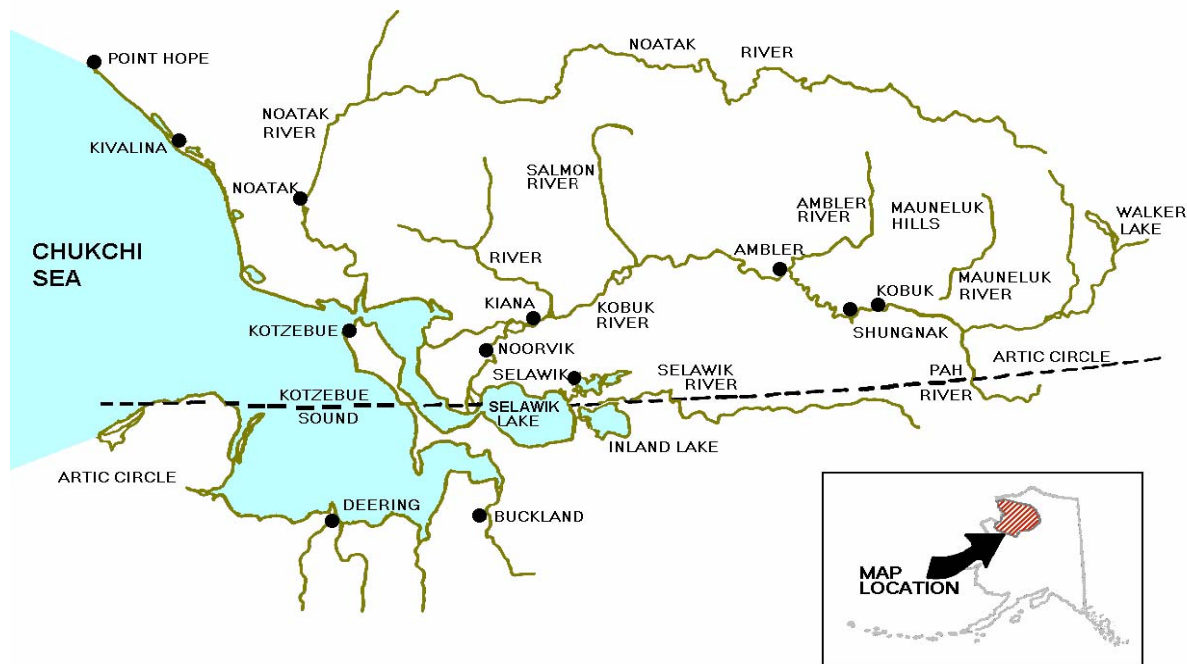 POINT HOPE
NOATAK
RIVER
KIVALINA
NOATAK
RIVER
NOATAK
SALMON
RIVER
AMBLER
RIVER
MAUNELUK
HILLS
WALKER
LAKE
CHUKCHI
SEA
RIVER
AMBLER
MAUNELUK
RIVER
KOBUK
KIANA
KOBUK
RIVER
KOTZEBUE
SHUNGNAK
NOORVIK
SELAWIK
SELAWIK
RIVER
PAH
RIVER
ARTIC CIRCLE
KOTZEBUE
SOUND
SELAWIK
LAKE
INLAND LAKE
ARTIC CIRCLE
DEERING
BUCKLAND
MAP
LOCATION